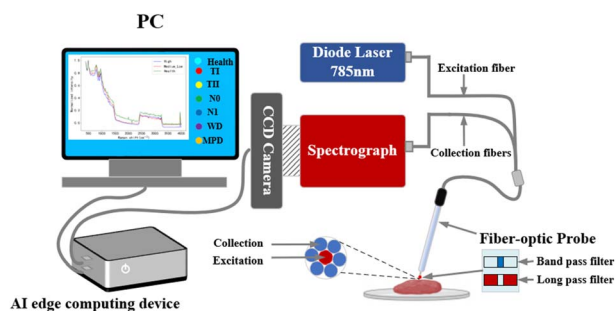 PC
Health
TI
TII
N0
N1
WD
MPD
Diode Laser
785nm
Excitation fiber
CCD Camera
Spectrograph
Collection fibers
Collection
Excitation
Fiber-optic Probe
Band pass filter
Long pass filter
AI edge computing device